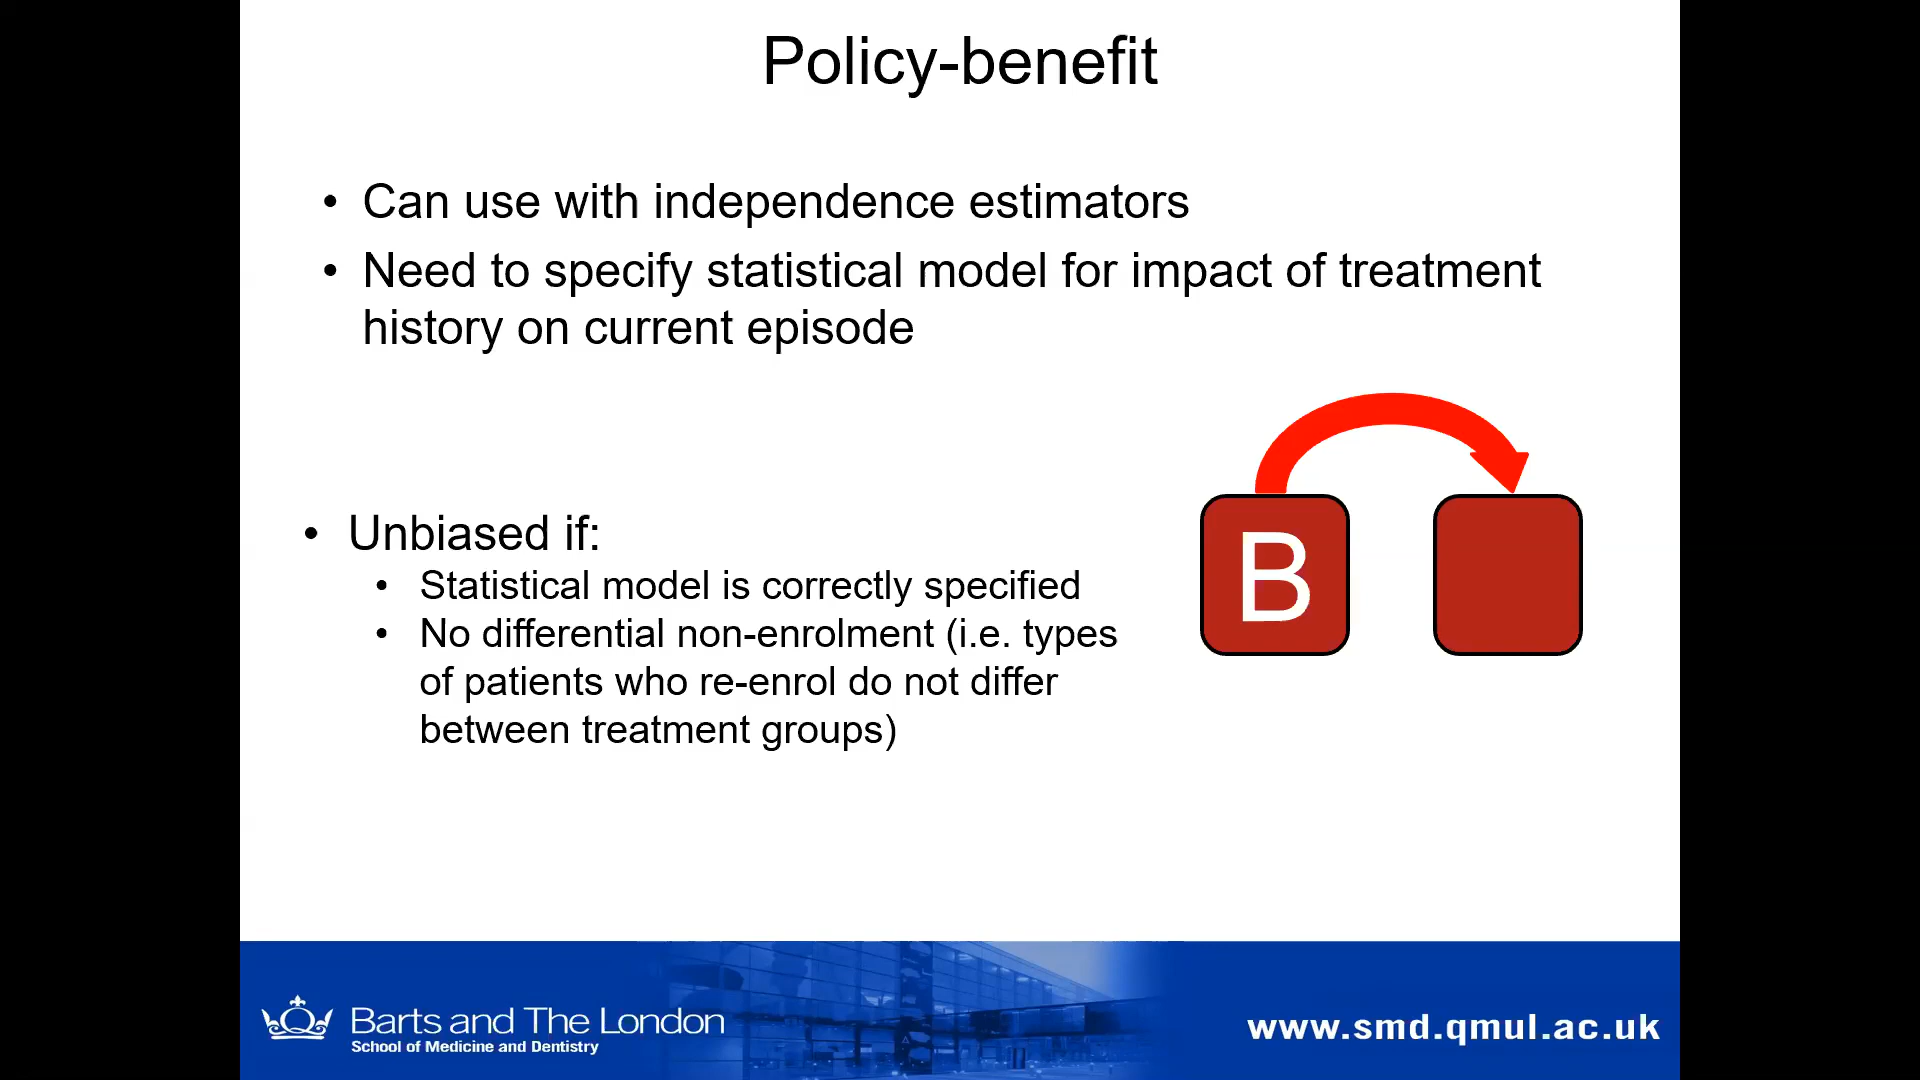 Policy-benefit
• Can use with independence estimators
• Need to specify statistical model for impact of treatment
history on current episode
• Unbiased if:
• Statistical model is correctly specified
• No differential non-enrolment (i.e. types
of patients who re-enrol do not differ
between treatment groups)
B
Barts and The London
School of Medicine and Dentistry
www.smd.qmul.ac.uk